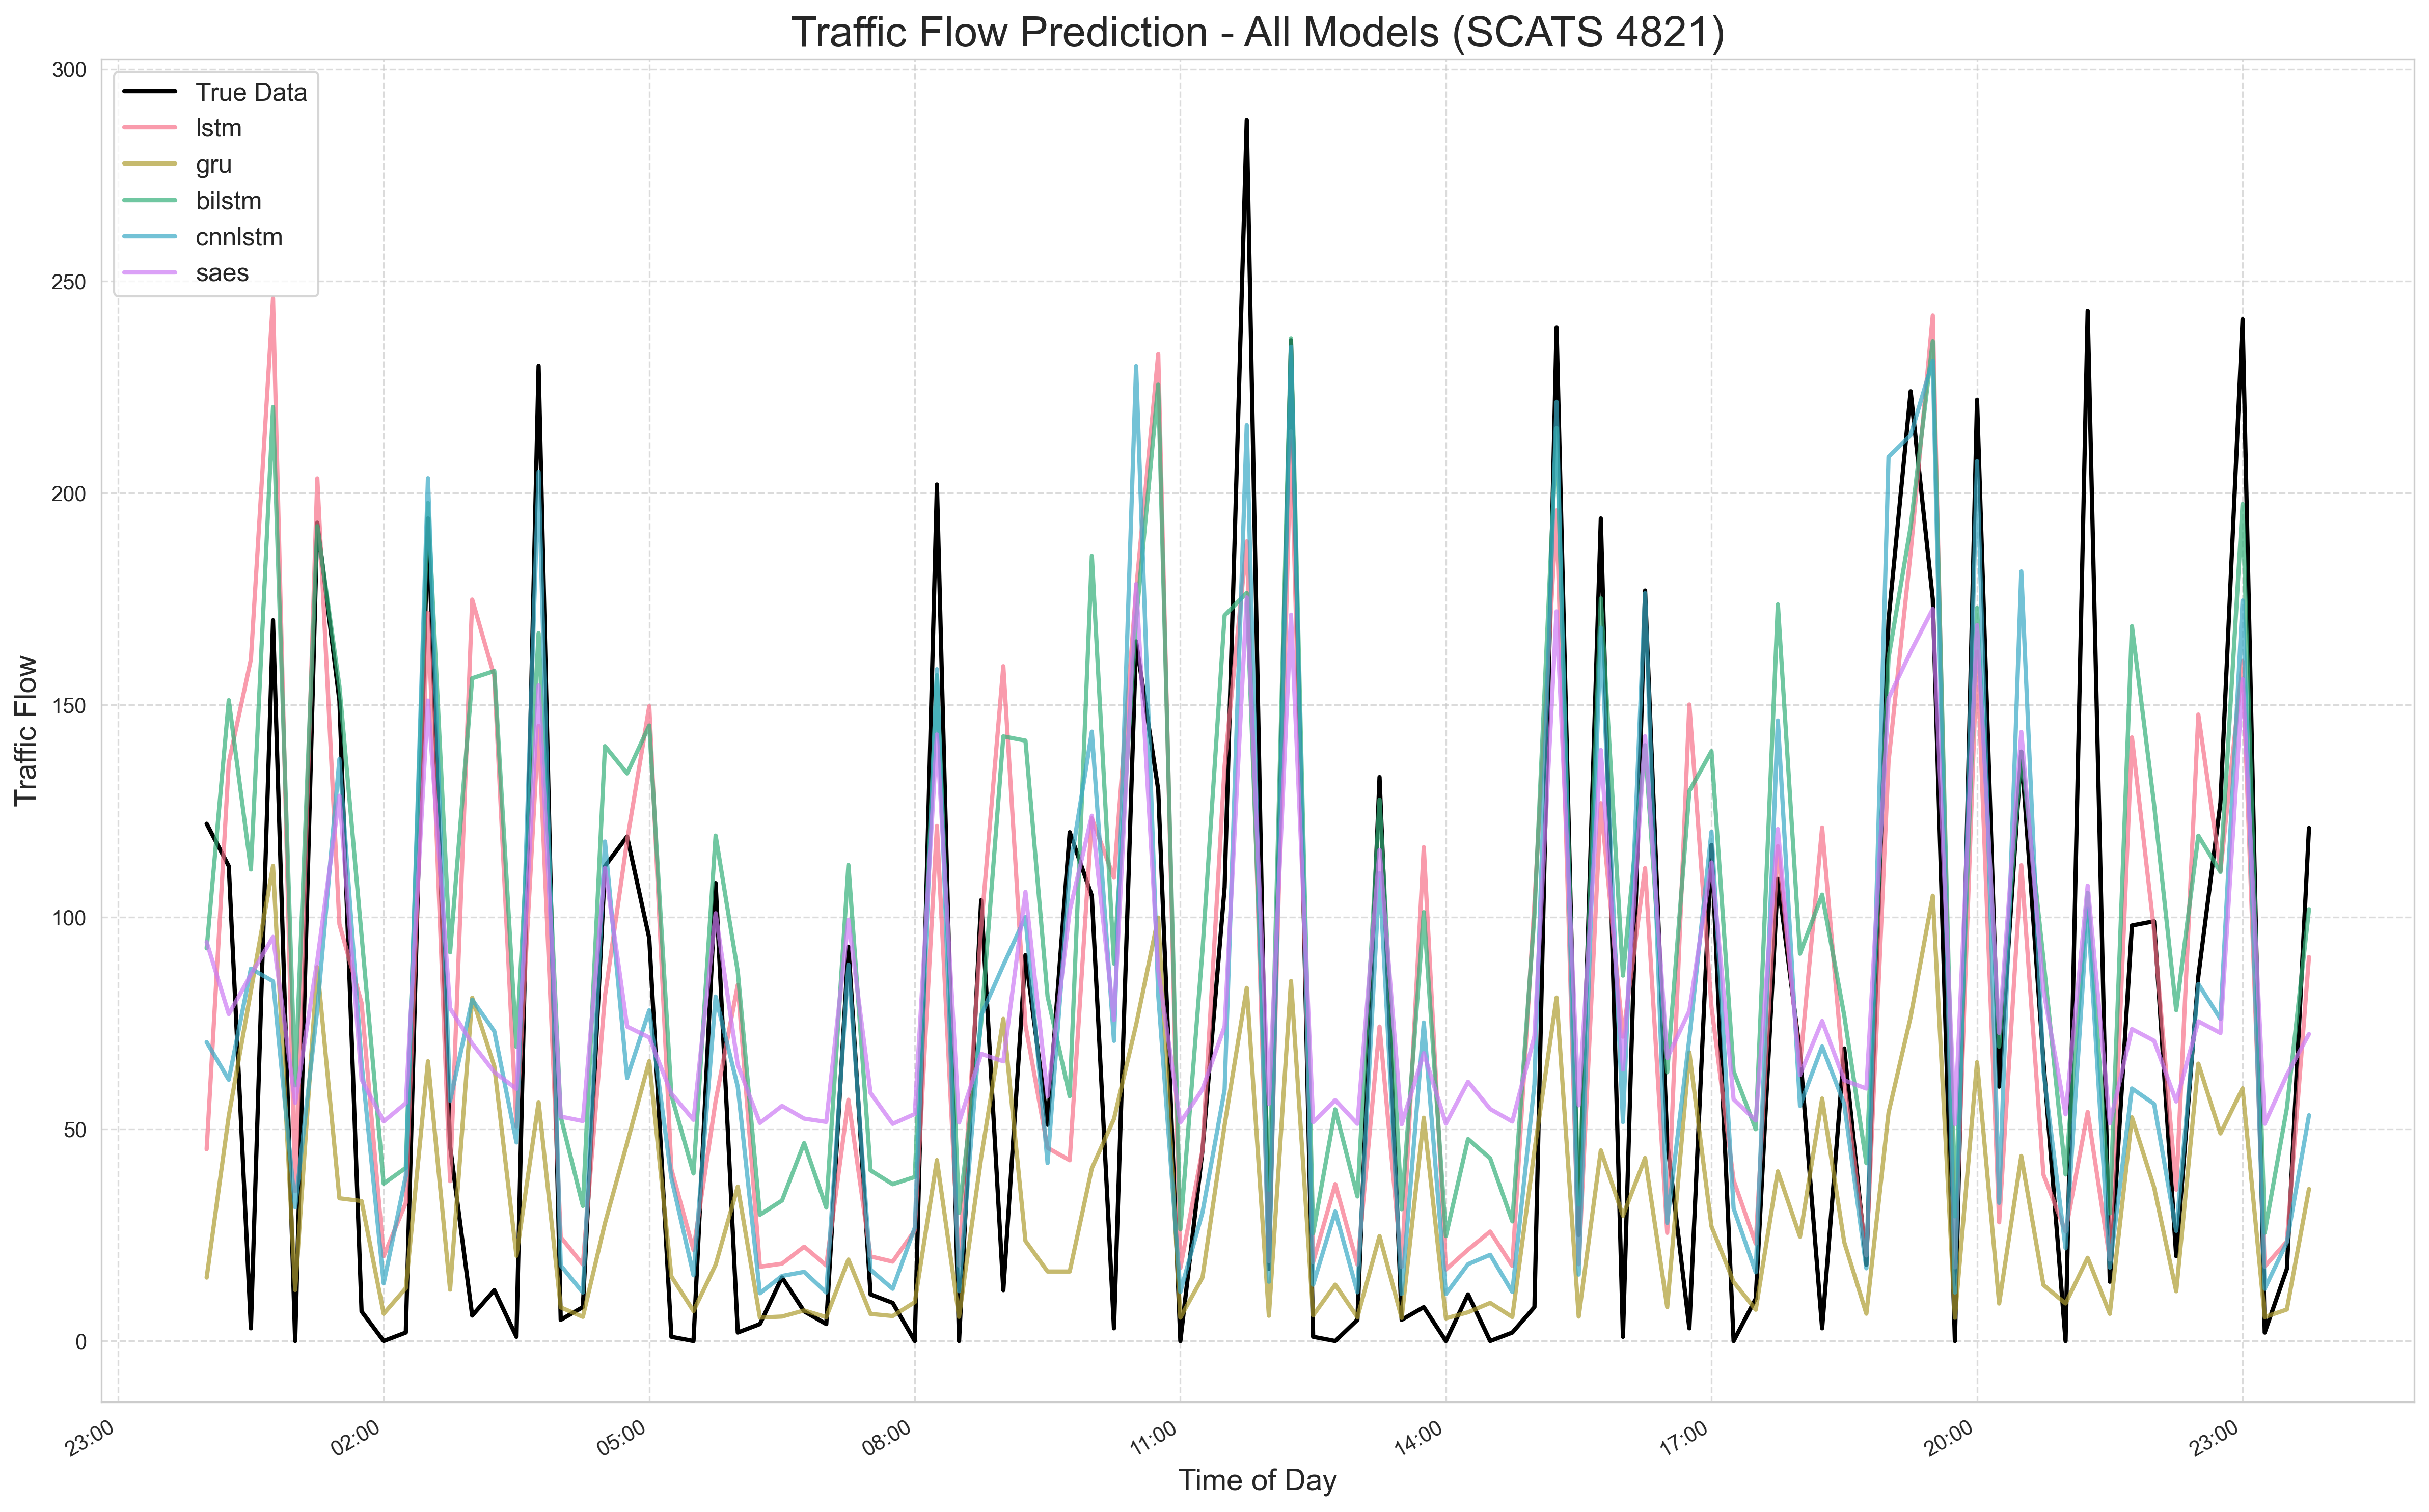 Traffic Flow Prediction - All Models (SCATS 4821)
300
250
200
150
100
50
0
True Data
lstm
gru
bilstm
cnnlstm
saes
Traffic Flow
23:00
02:00
05:00
08:00
11:00
14:00
17:00
20:00
23:00
Time of Day